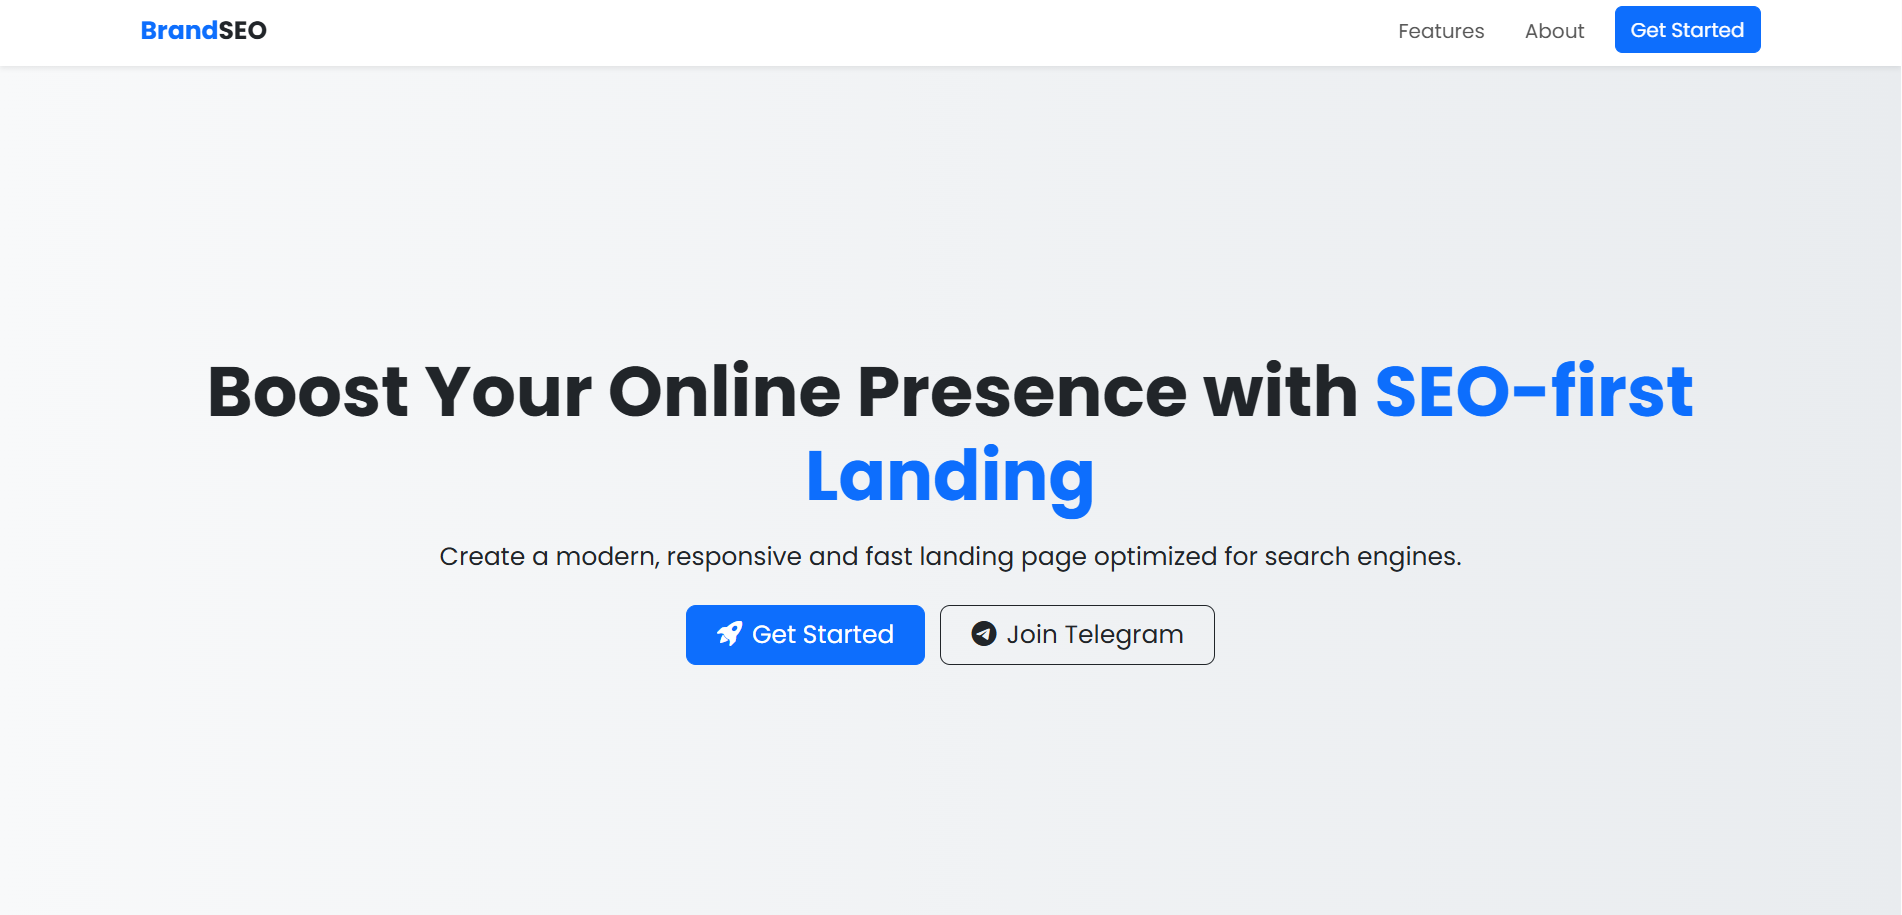 BrandSEO
Features
About
Get Started
Boost Your Online Presence with SEO-first
Landing
Create a modern, responsive and fast landing page optimized for search engines.
Get Started
Join Telegram